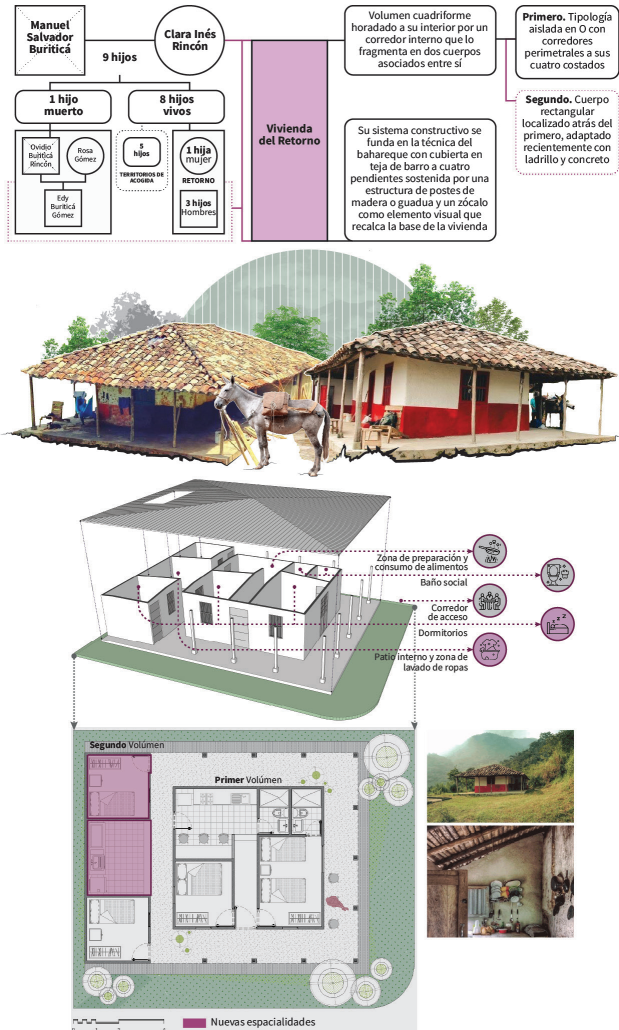 Manuel
Salvador
Buriticá
Clara Inés
Rincón
9 hijos
1 hijo
muerto
8 hijos
vivos
Ovidio
Buriticá
Rincón
Rosa
Gómez
Edy
Buriticá
Gómez
5
hijos
TERRITORIOS DE
ACOGIDA
1 hija
mujer
RETORNO
3 hijos
Hombres
Vivienda
del Retorno
Volumen cuadriforme
horadado a su interior por un
corredor interno que lo
fragmenta en dos cuerpos
asociados entre sí
Su sistema constructivo se
funda en la técnica del
bahareque con cubierta en
teja de barro a cuatro
pendientes sostenida por una
estructura de postes de
madera o guadua y un zócalo
como elemento visual que
recalca la base de la vivienda
Primero. Tipología
aislada en O con
corredores
perimetrales a sus
cuatro costados
Segundo. Cuerpo
rectangular
localizado atrás del
primero, adaptado
recientemente con
ladrillo y concreto
Zona de preparación y
consumo de alimentos
Baño social
Corredor
de acceso
Dormitorios
Patio interno y zona de
lavado de ropas
Segundo Volúmen
Primer Volúmen
Nuevas espacialidades